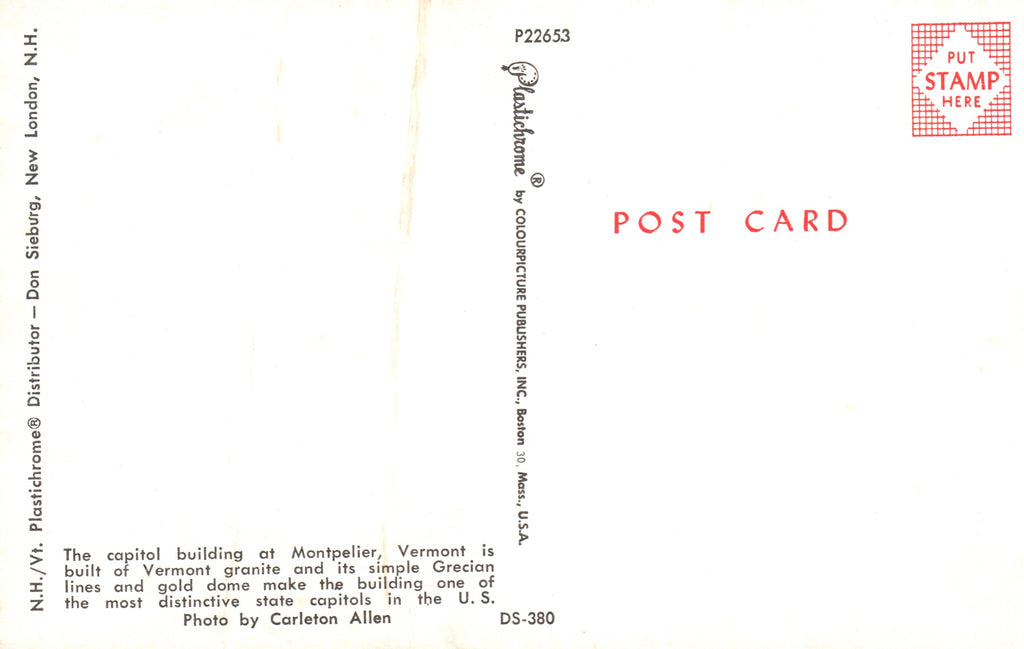 N.H./Vt. Plastichrome® Distributor — Don Sieburg, New London, N.H.
The capitol building at Montpelier, Vermont is
built of Vermont granite and its simple Grecian
lines and gold dome make the building one of
the most distinctive state capitols in the U. S.
Photo by Carleton Allen
DS-380
P22653
Plastichrome ® by COLOURPICTURE PUBLISHERS, INC., Boston 30, Mass., U.S.A.
PUT
STAMP
HERE
POST CARD